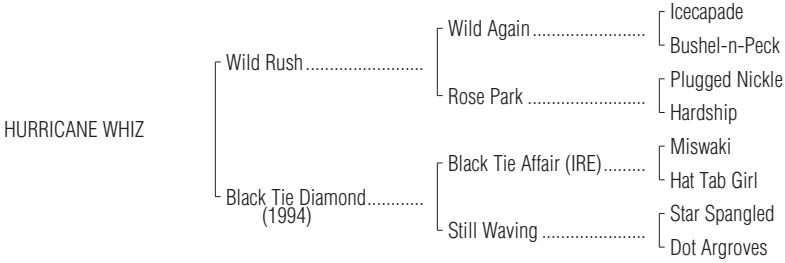 Icecapade
Wild Again........................
Bushel-n-Peck
Wild Rush.........................
Plugged Nickle
Rose Park .........................
Hardship
HURRICANE WHIZ
Miswaki
Black Tie Affair (IRE).........
Hat Tab Girl
Black Tie Diamond............
(1994)
Star Spangled
Still Waving ......................
Dot Argroves